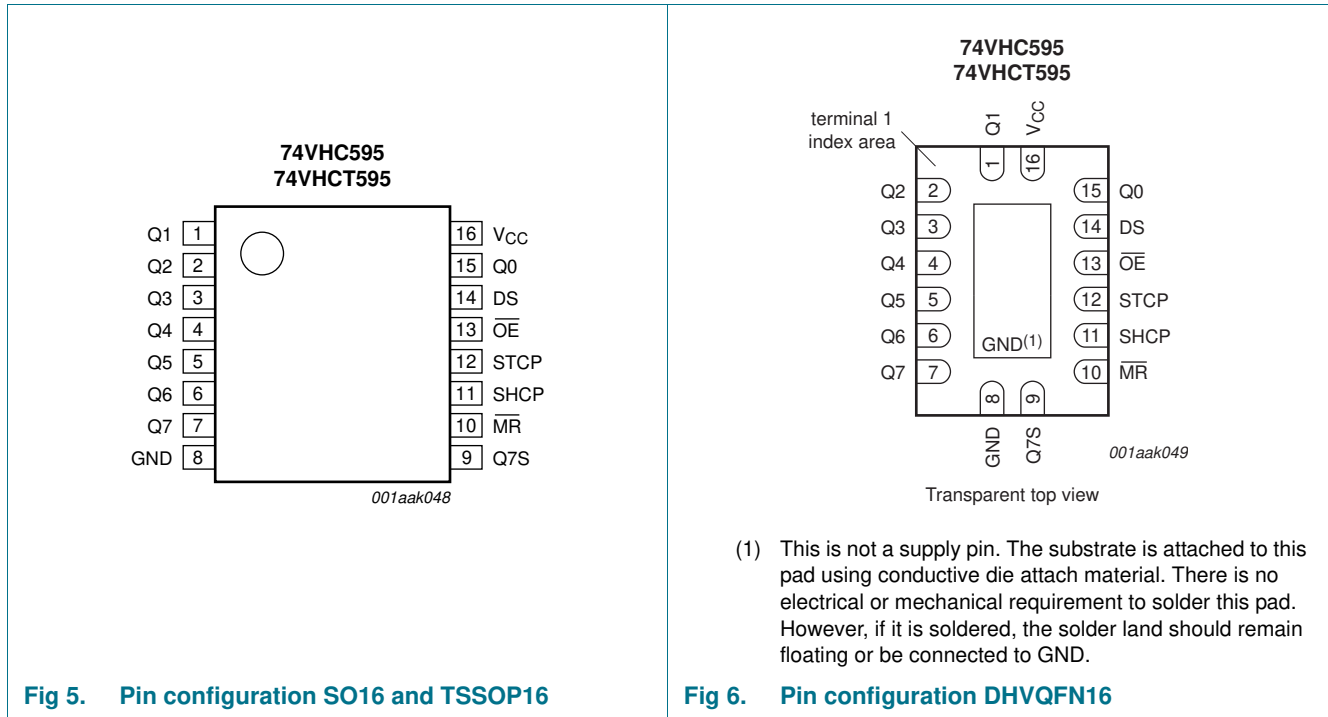 74VHC595
74VHCT595
Q1 1
Q2 2
Q3 3
Q4 4
Q5 5
Q6 6
Q7 7
GND 8
16 VCC
15 Q0
14 DS
13 OE
12 STCP
11 SHCP
10 MR
9 Q7S
001aak048
Fig 5. Pin configuration SO16 and TSSOP16
74VHC595
74VHCT595
terminal 1
index area
Q1 VCC
1 16
Q2 2
Q3 3
Q4 4
Q5 5
Q6 6
Q7 7
15 Q0
14 DS
13 OE
12 STCP
11 SHCP
10 MR
GND(1)
8 9
GND Q7S
001aak049
Transparent top view
(1) This is not a supply pin. The substrate is attached to this
pad using conductive die attach material. There is no
electrical or mechanical requirement to solder this pad.
However, if it is soldered, the solder land should remain
floating or be connected to GND.
Fig 6. Pin configuration DHVQFN16